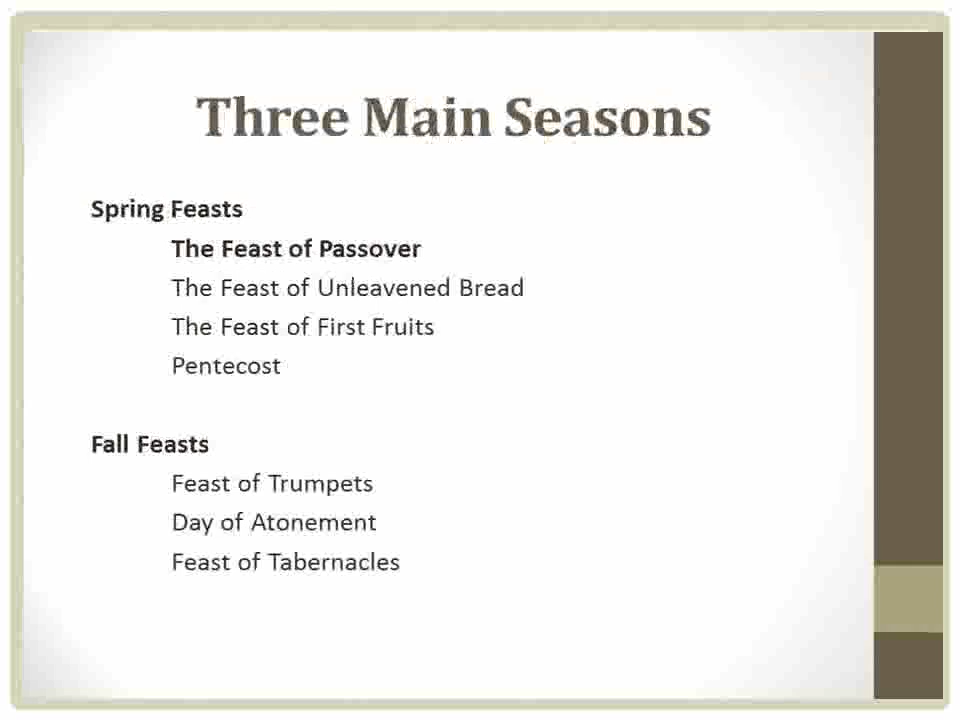 Three Main Seasons
Spring Feasts
The Feast of Passover
The Feast of Unleavened Bread
The Feast of First Fruits
Pentecost
Fall Feasts
Feast of Trumpets
Day of Atonement
Feast of Tabernacles